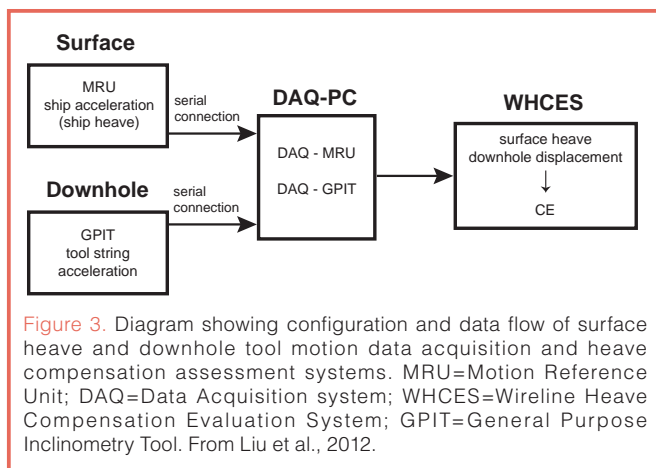 Surface
MRU
ship acceleration
(ship heave)
serial
connection
Downhole
GPIT
tool string
acceleration
serial
connection
DAQ-PC
DAQ - MRU
DAQ - GPIT
WHCES
surface heave
downhole displacement
CE
Figure 3. Diagram showing configuration and data flow of surface
heave and downhole tool motion data acquisition and heave
compensation assessment systems. MRU=Motion Reference
Unit; DAQ=Data Acquisition system; WHCES=Wireline Heave
Compensation Evaluation System; GPIT=General Purpose
Inclinometry Tool. From Liu et al., 2012.